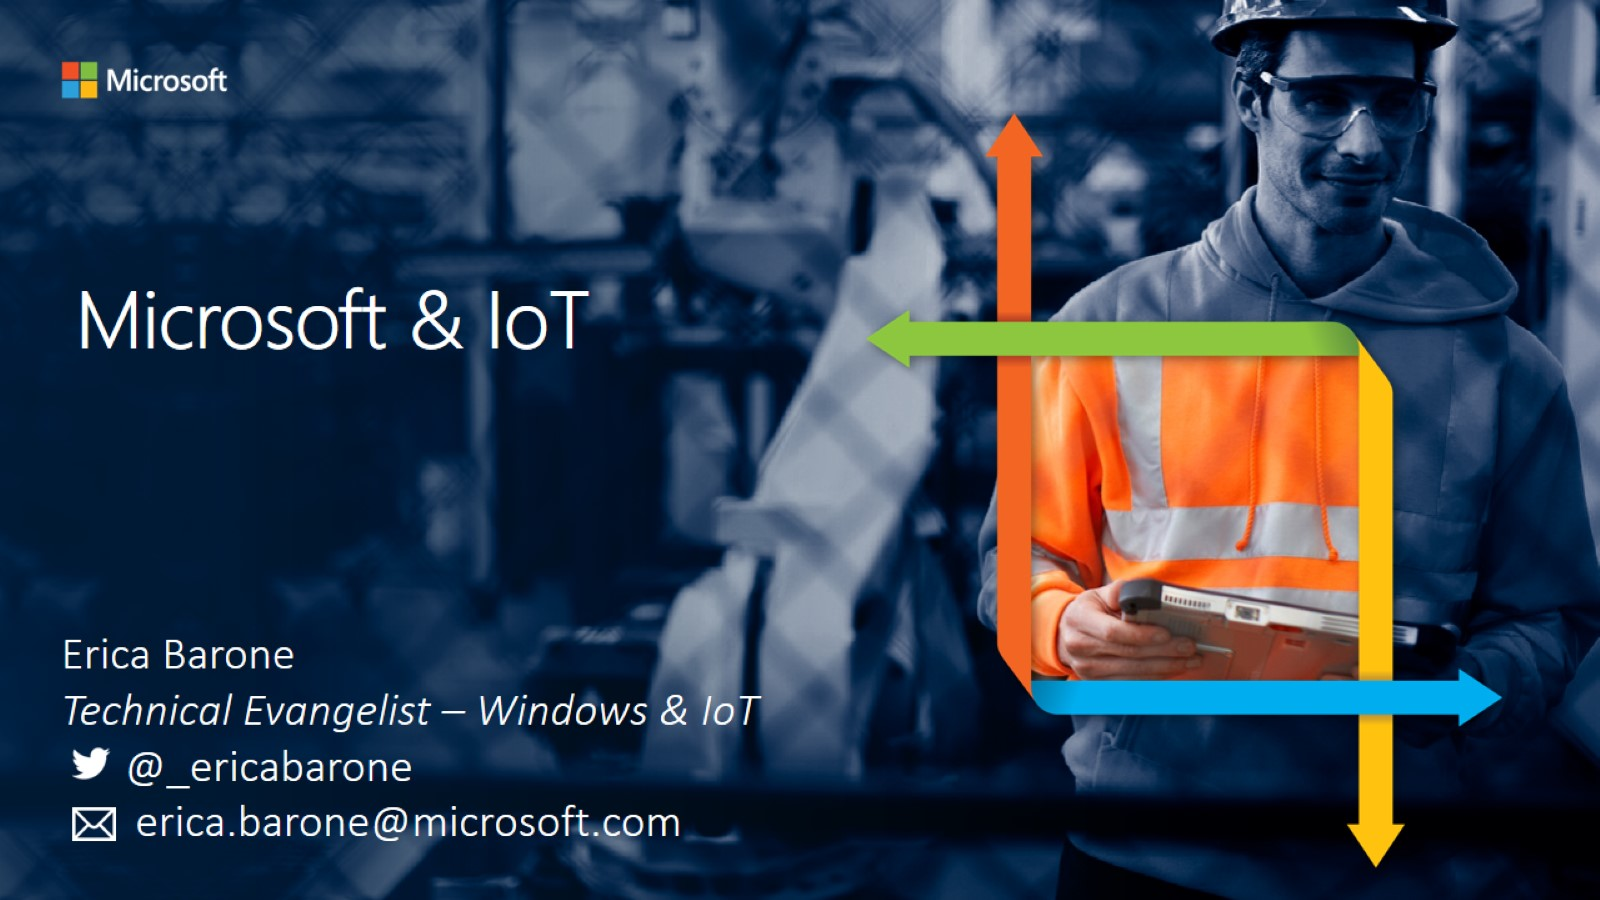 Microsoft
Microsoft & IoT
Erica Barone
Technical Evangelist – Windows & IoT
@_ericabarone
erica.barone@microsoft.com